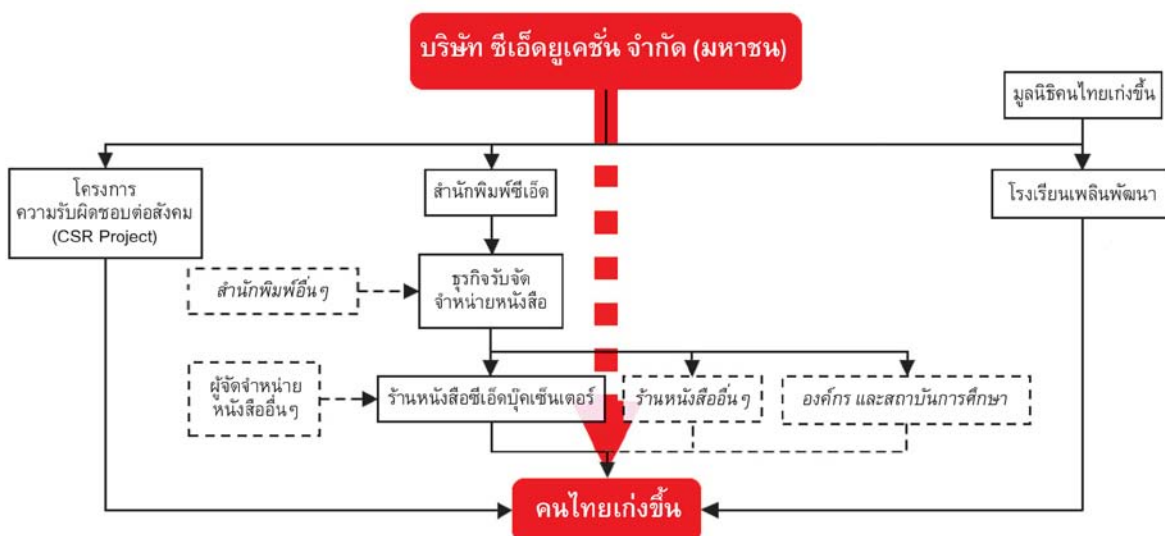 บริษัท ซีเอ็ดยูเคชั่น จำกัด (มหาชน)
มูลนิธิคนไทยเก่งขึ้น
โครงการ
ความรับผิดชอบต่อสังคม
(CSR Project)
สำนักพิมพ์ซีเอ็ด
โรงเรียนเพลินพัฒนา
สำนักพิมพ์อื่นๆ
ธุรกิจรับจัด
จำหน่ายหนังสือ
ผู้จัดจำหน่าย
หนังสืออื่นๆ
ร้านหนังสือซีเอ็ดบุ๊คเซ็นเตอร์
ร้านหนังสืออื่นๆ
องค์กร และสถาบันการศึกษา
คนไทยเก่งขึ้น